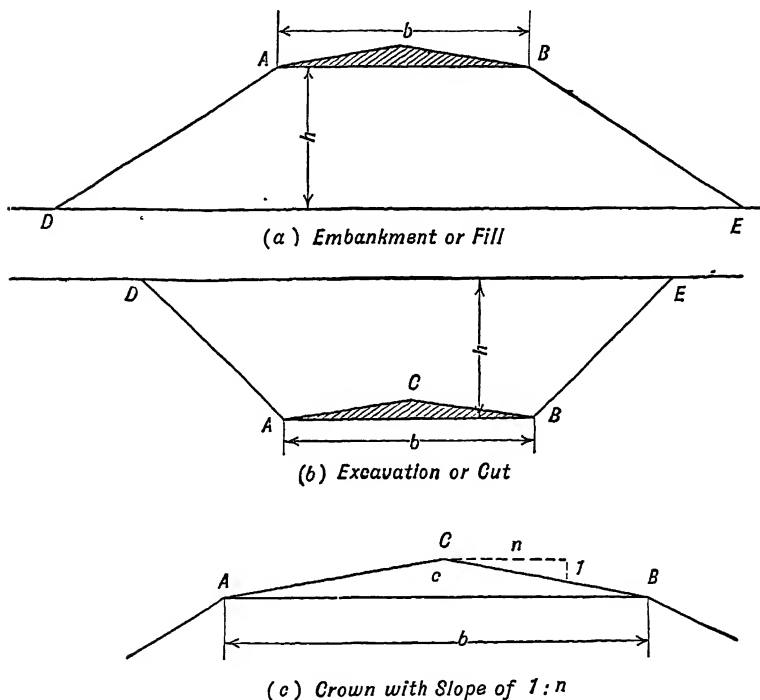 b
A
B
h
D
E
(a) Embankment or Fill
D
E
h
C
A
B
b
(b) Excavation or Cut
C
n
1
A
c
B
b
(c) Crown with Slope of 1:n